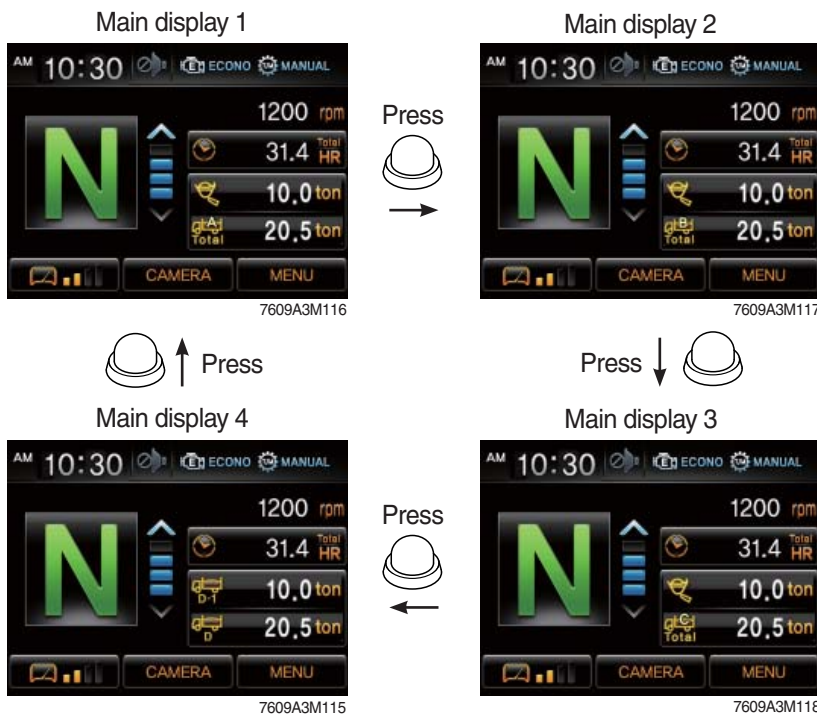 Main display 1
AM 10:30 E ECONO T/M MANUAL
N
1200 rpm
31.4 Total HR
10.0 ton
A Total 20.5 ton
CAMERA MENU
7609A3M116
Press
Main display 2
AM 10:30 E ECONO T/M MANUAL
N
1200 rpm
31.4 Total HR
10.0 ton
B Total 20.5 ton
CAMERA MENU
7609A3M117
Press
Press
Main display 4
AM 10:30 E ECONO T/M MANUAL
N
1200 rpm
31.4 Total HR
D-1 10.0 ton
D 20.5 ton
CAMERA MENU
7609A3M115
Press
Main display 3
AM 10:30 E ECONO T/M MANUAL
N
1200 rpm
31.4 Total HR
10.0 ton
C Total 20.5 ton
CAMERA MENU
7609A3M118